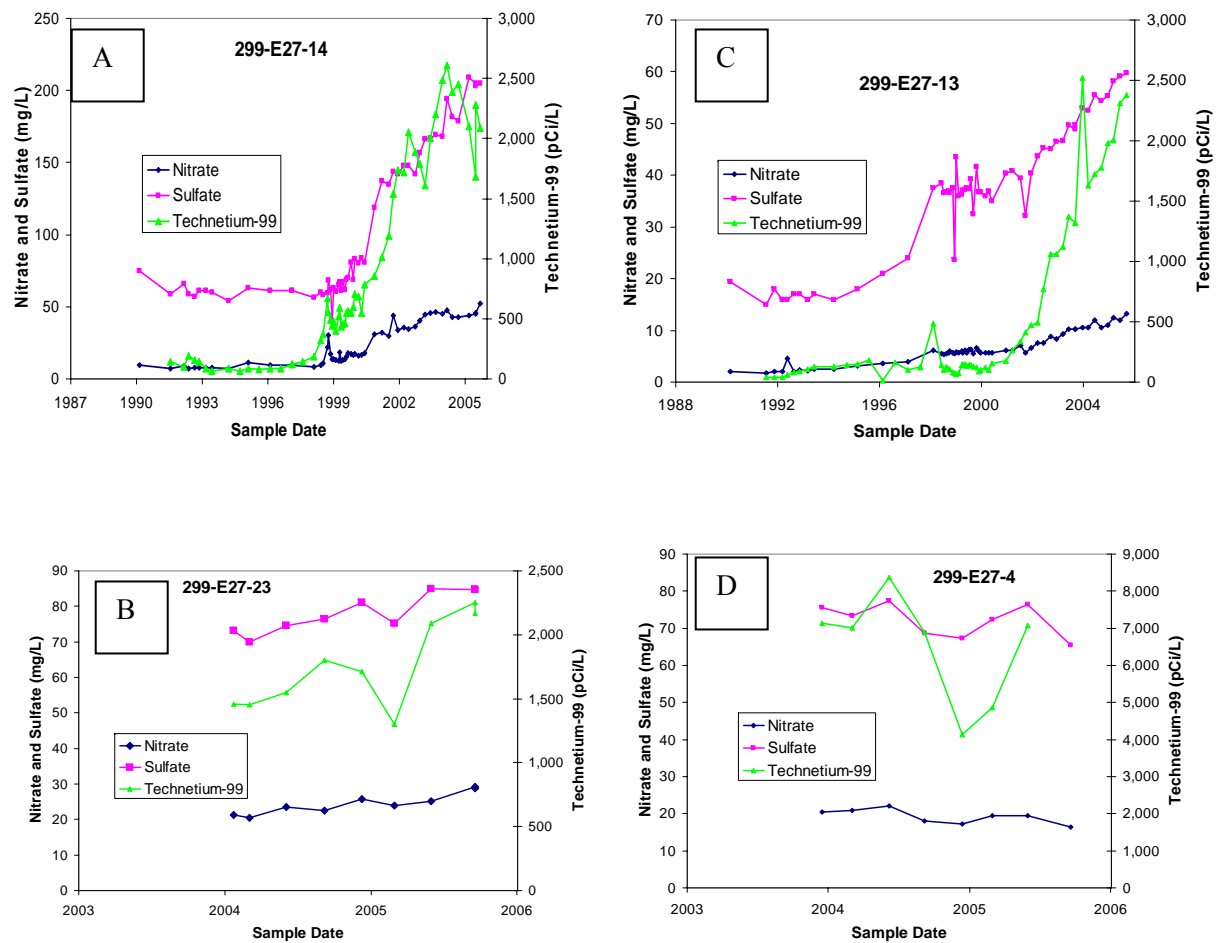 A
299-E27-14
250
200
150
100
50
0
3,000
2,500
2,000
1,500
1,000
500
0
Nitrate and Sulfate (mg/L)
Technetium-99 (pCi/L)
Nitrate
Sulfate
Technetium-99
1987 1990 1993 1996 1999 2002 2005
Sample Date
C
299-E27-13
70
60
50
40
30
20
10
0
3,000
2,500
2,000
1,500
1,000
500
0
Nitrate and Sulfate (mg/L)
Technetium-99 (pCi/L)
Nitrate
Sulfate
Technetium-99
1988 1992 1996 2000 2004
Sample Date
B
299-E27-23
90
80
70
60
50
40
30
20
10
0
2,500
2,000
1,500
1,000
500
0
Nitrate and Sulfate (mg/L)
Technetium-99 (pCi/L)
Nitrate
Sulfate
Technetium-99
2003 2004 2005 2006
Sample Date
D
299-E27-4
90
80
70
60
50
40
30
20
10
0
9,000
8,000
7,000
6,000
5,000
4,000
3,000
2,000
1,000
0
Nitrate and Sulfate (mg/L)
Technetium-99 (pCi/L)
Nitrate
Sulfate
Technetium-99
2003 2004 2005 2006
Sample Date